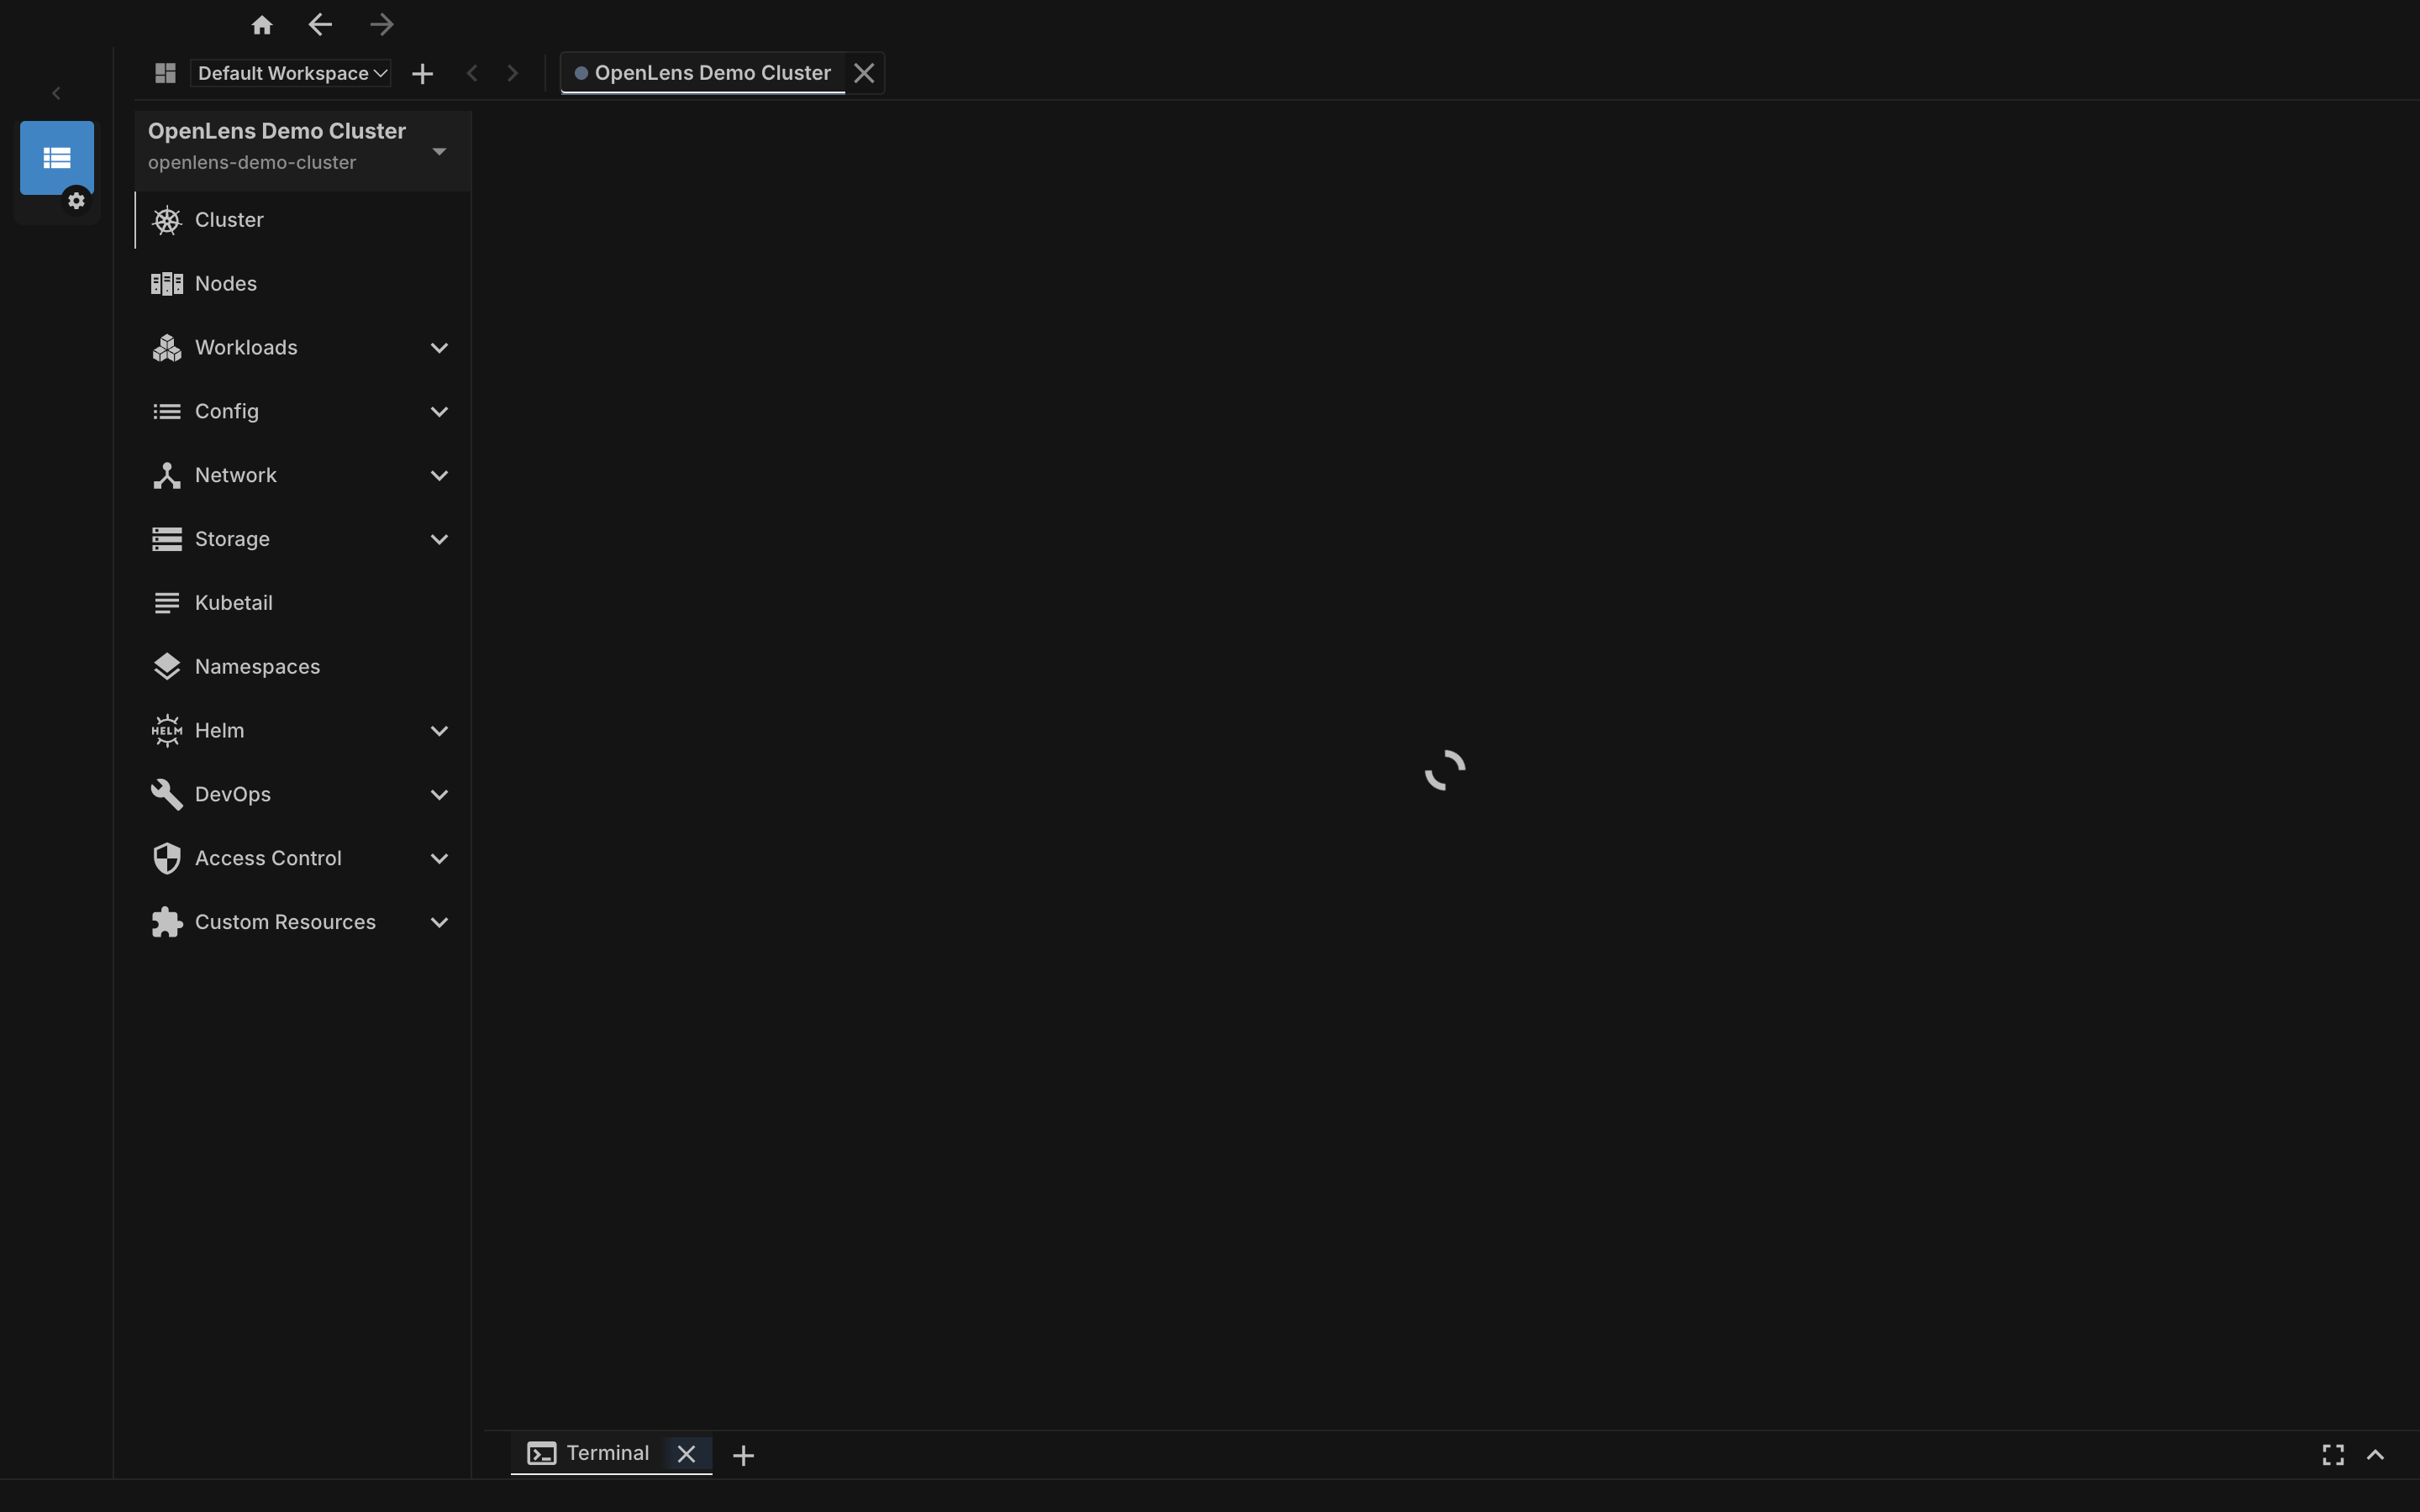 Default Workspace
OpenLens Demo Cluster
OpenLens Demo Cluster
openlens-demo-cluster
Cluster
Nodes
Workloads
Config
Network
Storage
Kubetail
Namespaces
HELM Helm
DevOps
Access Control
Custom Resources
Terminal